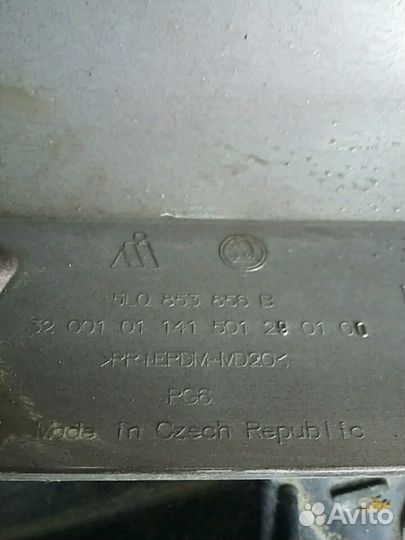 5L0 853 856 B
32 001 01 141 501 29 01 00
>PP+EPDM-MD20<
PG6
Made in Czech Republic
Avito